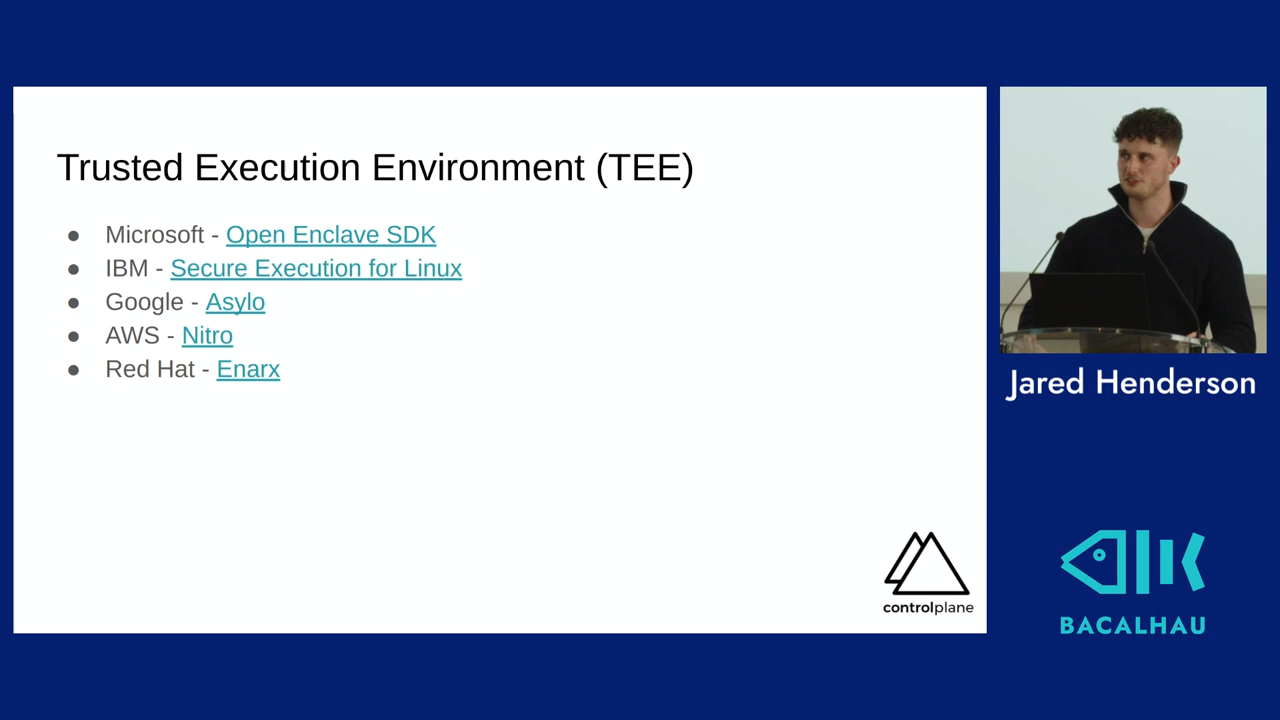 Trusted Execution Environment (TEE)
● Microsoft - Open Enclave SDK
● IBM - Secure Execution for Linux
● Google - Asylo
● AWS - Nitro
● Red Hat - Enarx
controlplane
Jared Henderson
BACALHAU